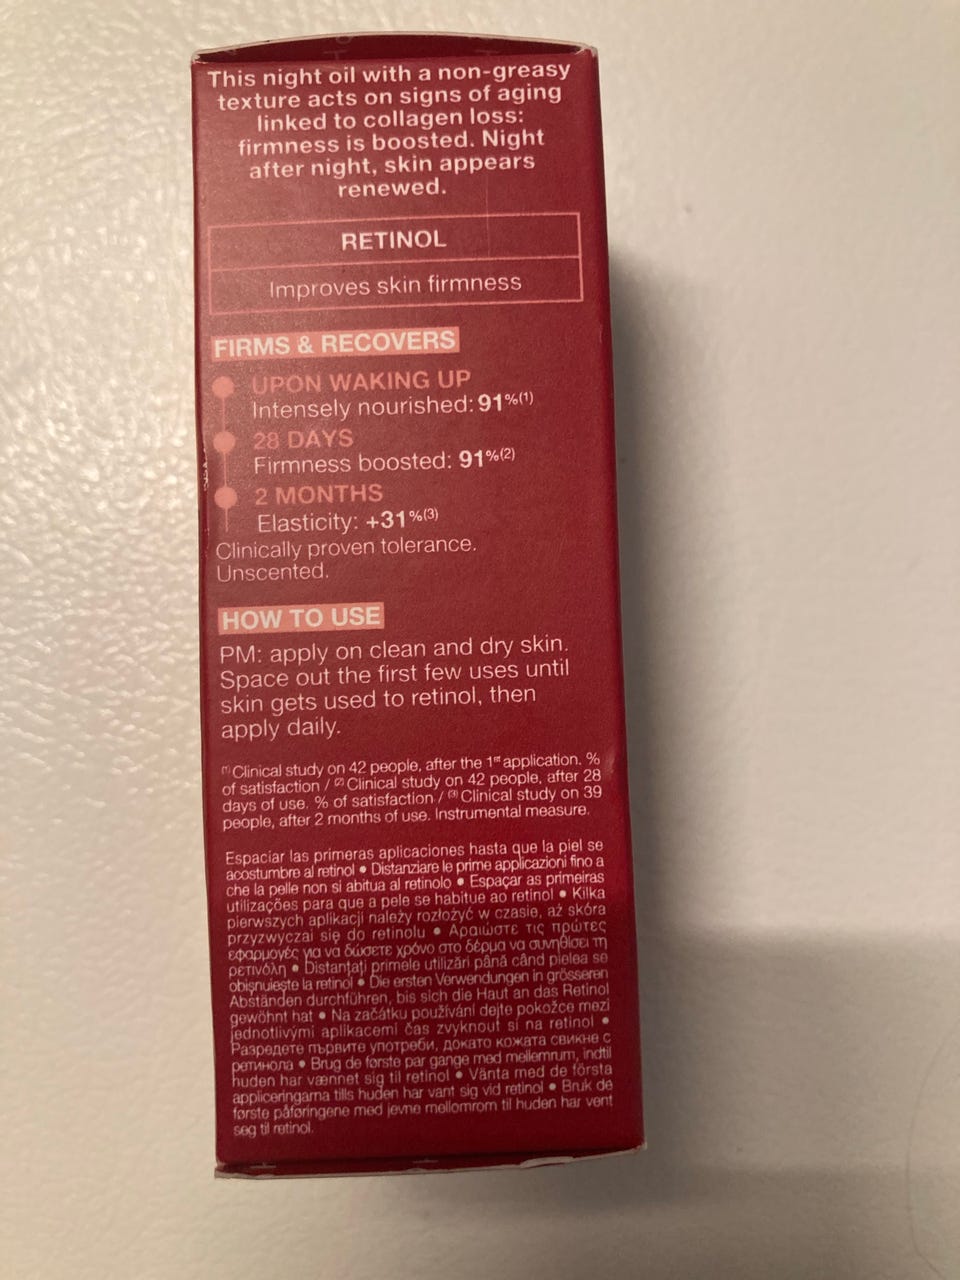 This night oil with a non-greasy
texture acts on signs of aging
linked to collagen loss:
firmness is boosted. Night
after night, skin appears
renewed.
RETINOL
Improves skin firmness
FIRMS & RECOVERS
UPON WAKING UP
Intensely nourished: 91%(1)
28 DAYS
Firmness boosted: 91%(2)
2 MONTHS
Elasticity: +31%(3)
Clinically proven tolerance.
Unscented.
HOW TO USE
PM: apply on clean and dry skin.
Space out the first few uses until
skin gets used to retinol, then
apply daily.
(1) Clinical study on 42 people, after the 1st application. %
of satisfaction / (2) Clinical study on 42 people, after 28
days of use. % of satisfaction / (3) Clinical study on 39
people, after 2 months of use. Instrumental measure.
Espaciar las primeras aplicaciones hasta que la piel se
acostumbre al retinol • Distanziare le prime applicazioni fino a
che la pelle non si abitua al retinolo • Espaçar as primeiras
utilizações para que a pele se habitue ao retinol • Kilka
pierwszych aplikacji należy rozłożyć w czasie, aż skóra
przyzwyczai się do retinolu • Αραιώστε τις πρώτες
εφαρμογές για να δώσετε χρόνο στο δέρμα να συνηθίσει τη
ρετινόλη • Distanțați primele utilizări până când pielea se
obișnuiește la retinol • Die ersten Verwendungen in grösseren
Abständen durchführen, bis sich die Haut an das Retinol
gewöhnt hat • Na začátku používání dejte pokožce mezi
jednotlivými aplikacemi čas zvyknout si na retinol •
Разредете първите употреби, докато кожата свикне с
ретинола • Brug de første par gange med mellemrum, indtil
huden har vænnet sig til retinol • Vänta med de första
appliceringarna tills huden har vant sig vid retinol • Bruk de
første påføringene med jevne mellomrom til huden har vent
seg til retinol.